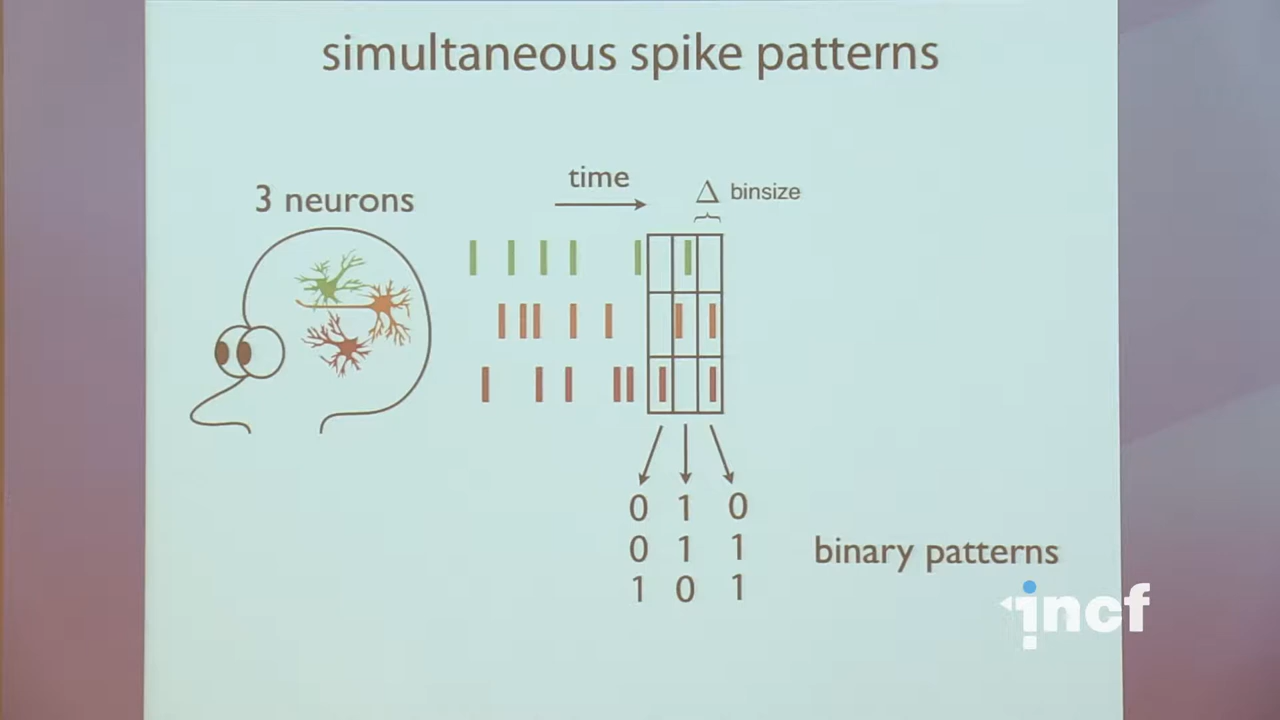 simultaneous spike patterns
time
Δ binsize
3 neurons
0 1 0
0 1 1
1 0 1
binary patterns
incf